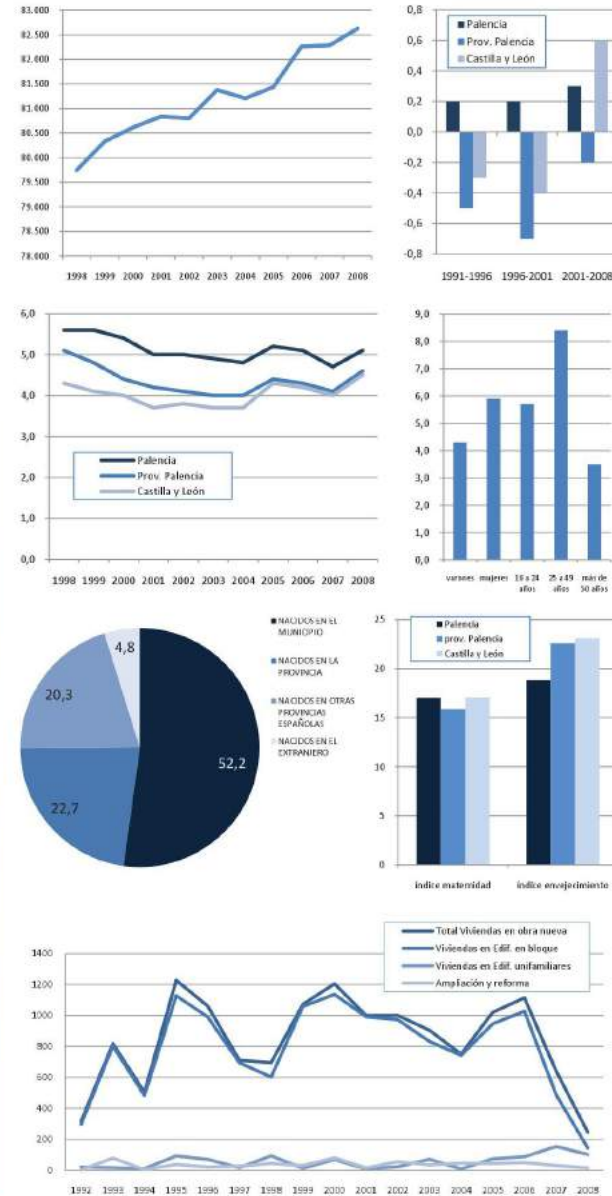 83.000
82.500
82.000
81.500
81.000
80.500
80.000
79.500
79.000
78.500
78.000
1998 1999 2000 2001 2002 2003 2004 2005 2006 2007 2008
0,8
0,6
0,4
0,2
0,0
-0,2
-0,4
-0,6
-0,8
Palencia
Prov. Palencia
Castilla y León
1991-1996 1996-2001 2001-2008
6,0
5,0
4,0
3,0
2,0
1,0
0,0
Palencia
Prov. Palencia
Castilla y León
1998 1999 2000 2001 2002 2003 2004 2005 2006 2007 2008
9,0
8,0
7,0
6,0
5,0
4,0
3,0
2,0
1,0
0,0
varones mujeres 16 a 24 25 a 49 más de
años años 50 años
4,8
20,3
52,2
22,7
NACIDOS EN EL
MUNICIPIO
NACIDOS EN LA
PROVINCIA
NACIDOS EN OTRAS
PROVINCIAS
ESPAÑOLAS
NACIDOS EN EL
EXTRANJERO
25
20
15
10
5
0
Palencia
prov. Palencia
Castilla y León
índice maternidad índice envejecimiento
Total Viviendas en obra nueva
Viviendas en Edif. en bloque
Viviendas en Edif. unifamiliares
Ampliación y reforma
1400
1200
1000
800
600
400
200
0
1992 1993 1994 1995 1996 1997 1998 1999 2000 2001 2002 2003 2004 2005 2006 2007 2008